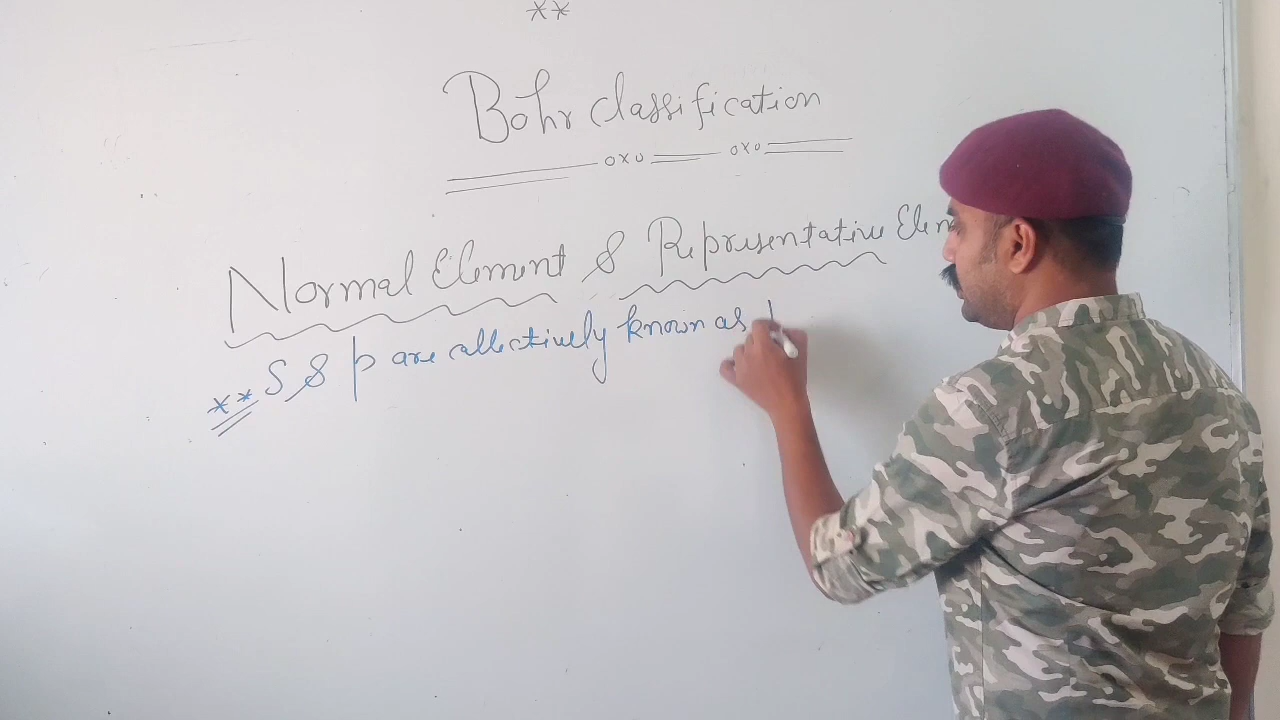 **
Bohr classification
oxo oxo
Normal Element & Representative Elem
** S & p are collectively known as